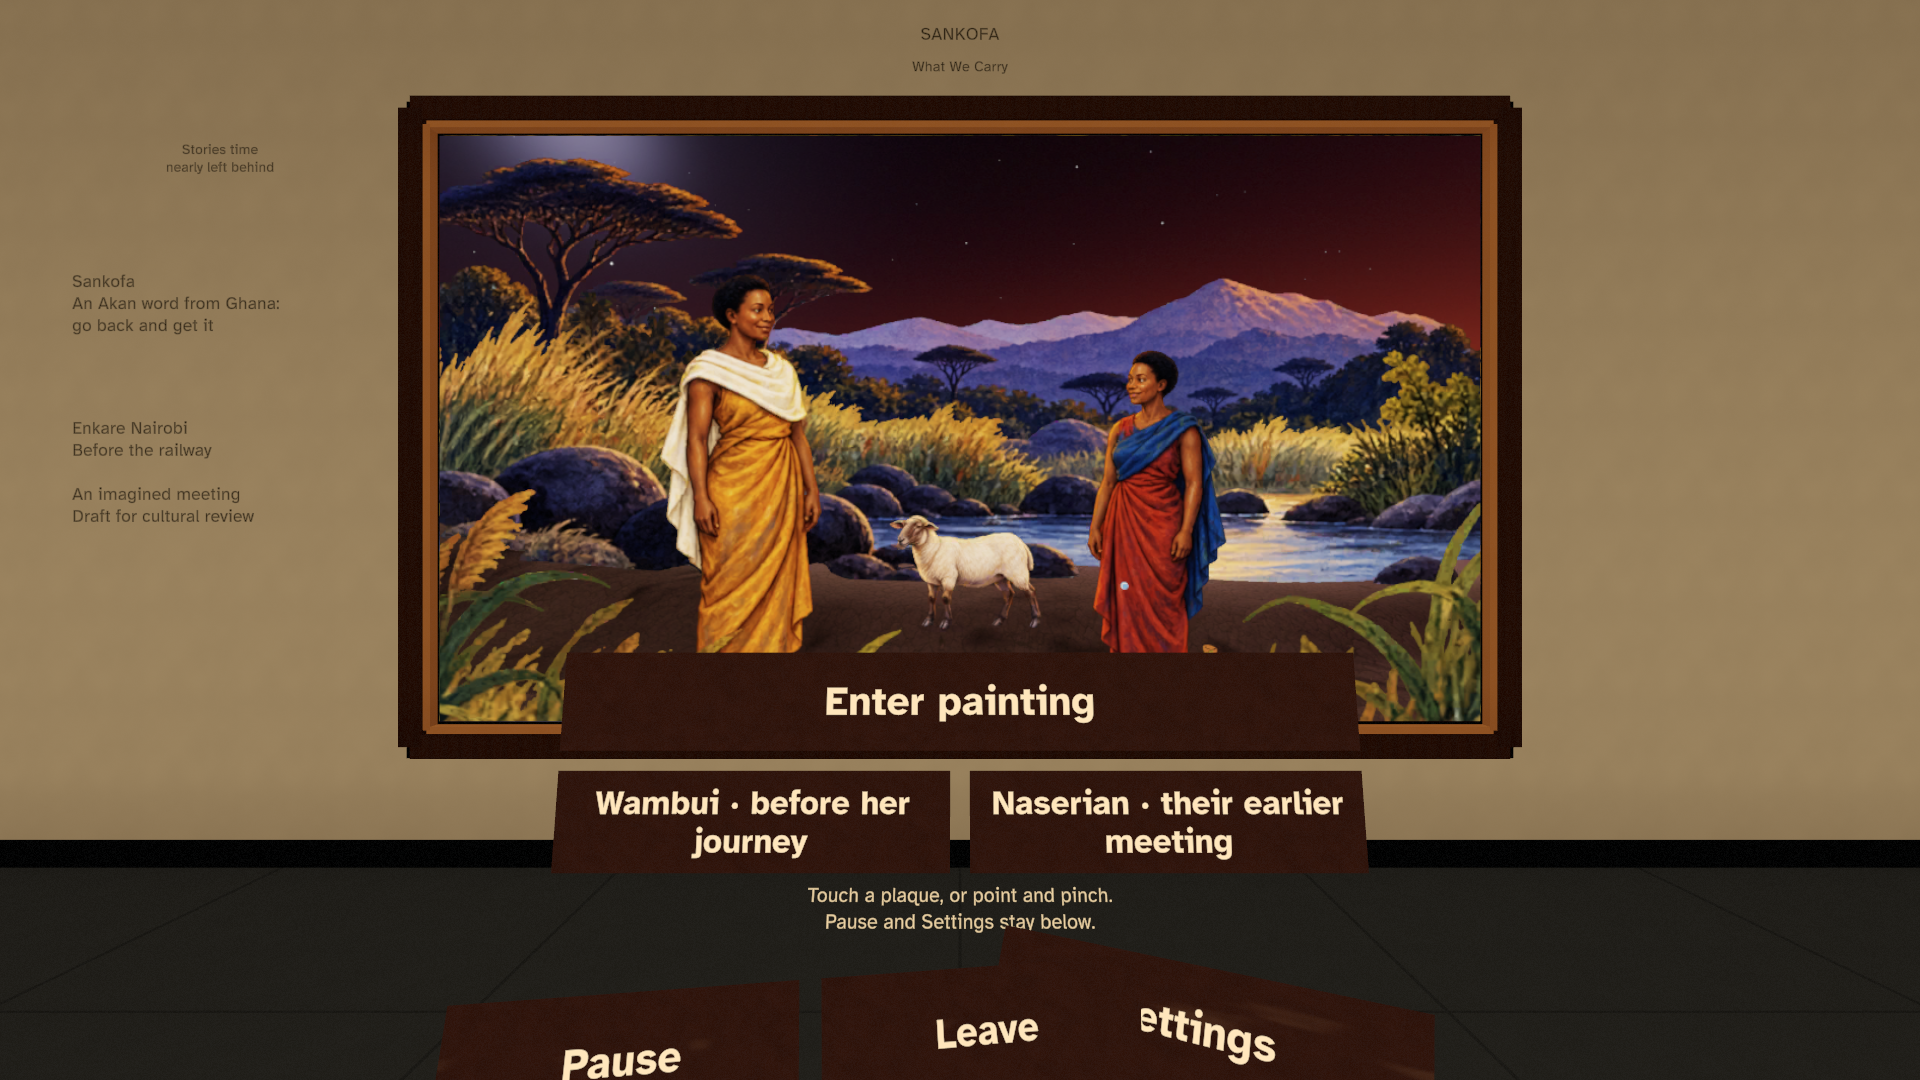 SANKOFA
What We Carry
Stories time
nearly left behind
Sankofa
An Akan word from Ghana:
go back and get it
Enkare Nairobi
Before the railway
An imagined meeting
Draft for cultural review
Enter painting
Wambui · before her
journey
Naserian · their earlier
meeting
Touch a plaque, or point and pinch.
Pause and Settings stay below.
Pause
Leave
ettings